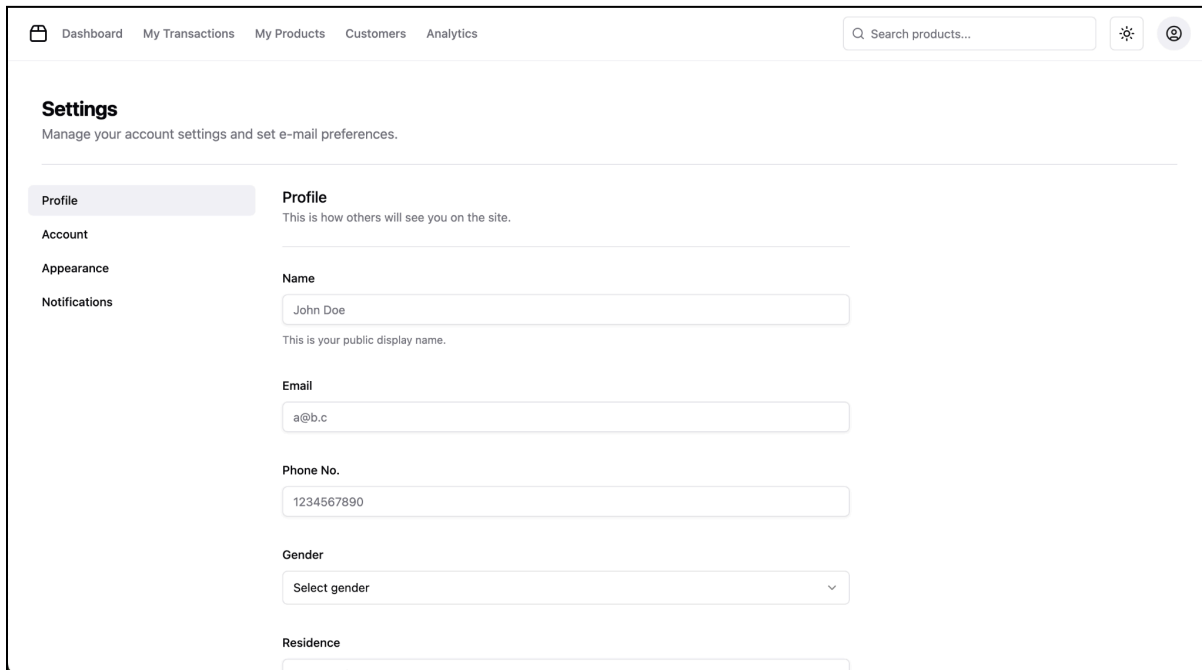 Dashboard My Transactions My Products Customers Analytics Search products...
Settings
Manage your account settings and set e-mail preferences.
Profile
Account
Appearance
Notifications
Profile
This is how others will see you on the site.
Name
John Doe
This is your public display name.
Email
a@b.c
Phone No.
1234567890
Gender
Select gender
Residence